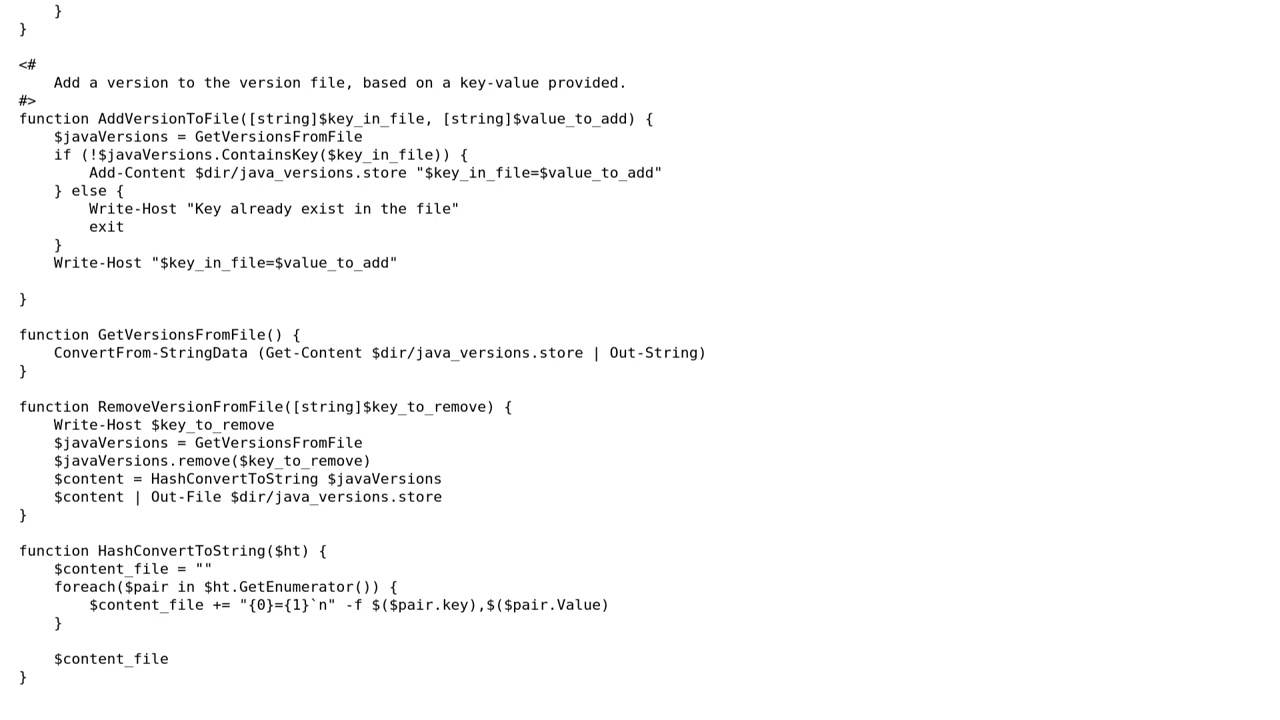 }
}

<#
    Add a version to the version file, based on a key-value provided.
#>
function AddVersionToFile([string]$key_in_file, [string]$value_to_add) {
    $javaVersions = GetVersionsFromFile
    if (!$javaVersions.ContainsKey($key_in_file)) {
        Add-Content $dir/java_versions.store "$key_in_file=$value_to_add"
    } else {
        Write-Host "Key already exist in the file"
        exit
    }
    Write-Host "$key_in_file=$value_to_add"

}

function GetVersionsFromFile() {
    ConvertFrom-StringData (Get-Content $dir/java_versions.store | Out-String)
}

function RemoveVersionFromFile([string]$key_to_remove) {
    Write-Host $key_to_remove
    $javaVersions = GetVersionsFromFile
    $javaVersions.remove($key_to_remove)
    $content = HashConvertToString $javaVersions
    $content | Out-File $dir/java_versions.store
}

function HashConvertToString($ht) {
    $content_file = ""
    foreach($pair in $ht.GetEnumerator()) {
        $content_file += "{0}={1}`n" -f $($pair.key),$($pair.Value)
    }

    $content_file
}